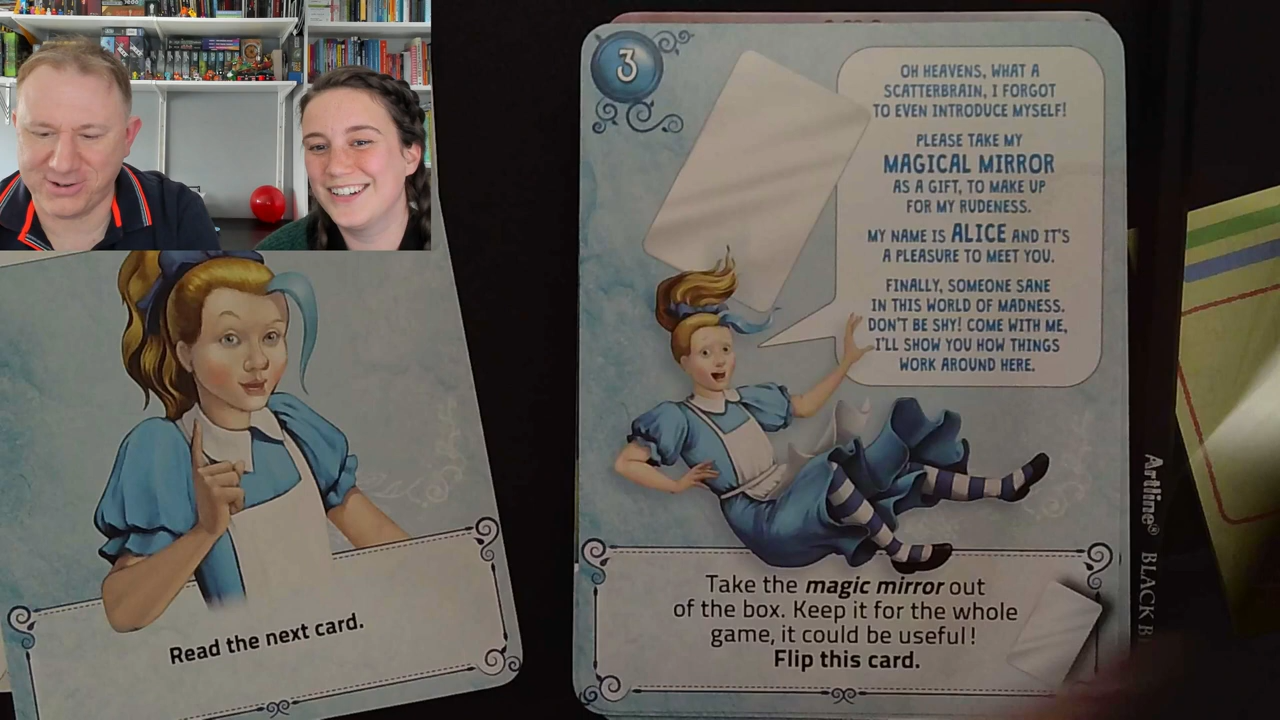 3
OH HEAVENS, WHAT A
SCATTERBRAIN, I FORGOT
TO EVEN INTRODUCE MYSELF!
PLEASE TAKE MY
MAGICAL MIRROR
AS A GIFT, TO MAKE UP
FOR MY RUDENESS.
MY NAME IS ALICE AND IT'S
A PLEASURE TO MEET YOU.
FINALLY, SOMEONE SANE
IN THIS WORLD OF MADNESS.
DON'T BE SHY! COME WITH ME,
I'LL SHOW YOU HOW THINGS
WORK AROUND HERE.
Take the magic mirror out
of the box. Keep it for the whole
game, it could be useful!
Flip this card.
Read the next card.
Artline® BLACK